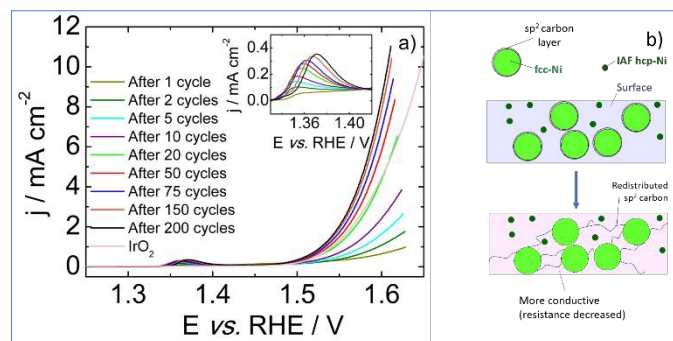 a)
j / mA cm⁻²
12
10
8
6
4
2
0
After 1 cycle
After 2 cycles
After 5 cycles
After 10 cycles
After 20 cycles
After 50 cycles
After 75 cycles
After 150 cycles
After 200 cycles
IrO₂
1.3 1.4 1.5 1.6
E vs. RHE / V
j / mA cm⁻²
0.4
0.2
0.0
1.36 1.40
E vs. RHE / V
b)
sp² carbon
layer
fcc-Ni
IAF hcp-Ni
Surface
Redistributed
sp² carbon
More conductive
(resistance decreased)